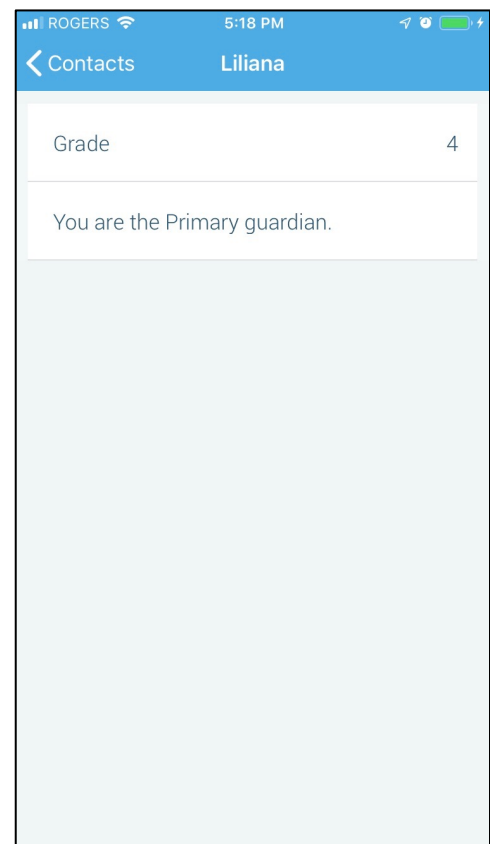 ROGERS 5:18 PM
Contacts Liliana
Grade 4
You are the Primary guardian.